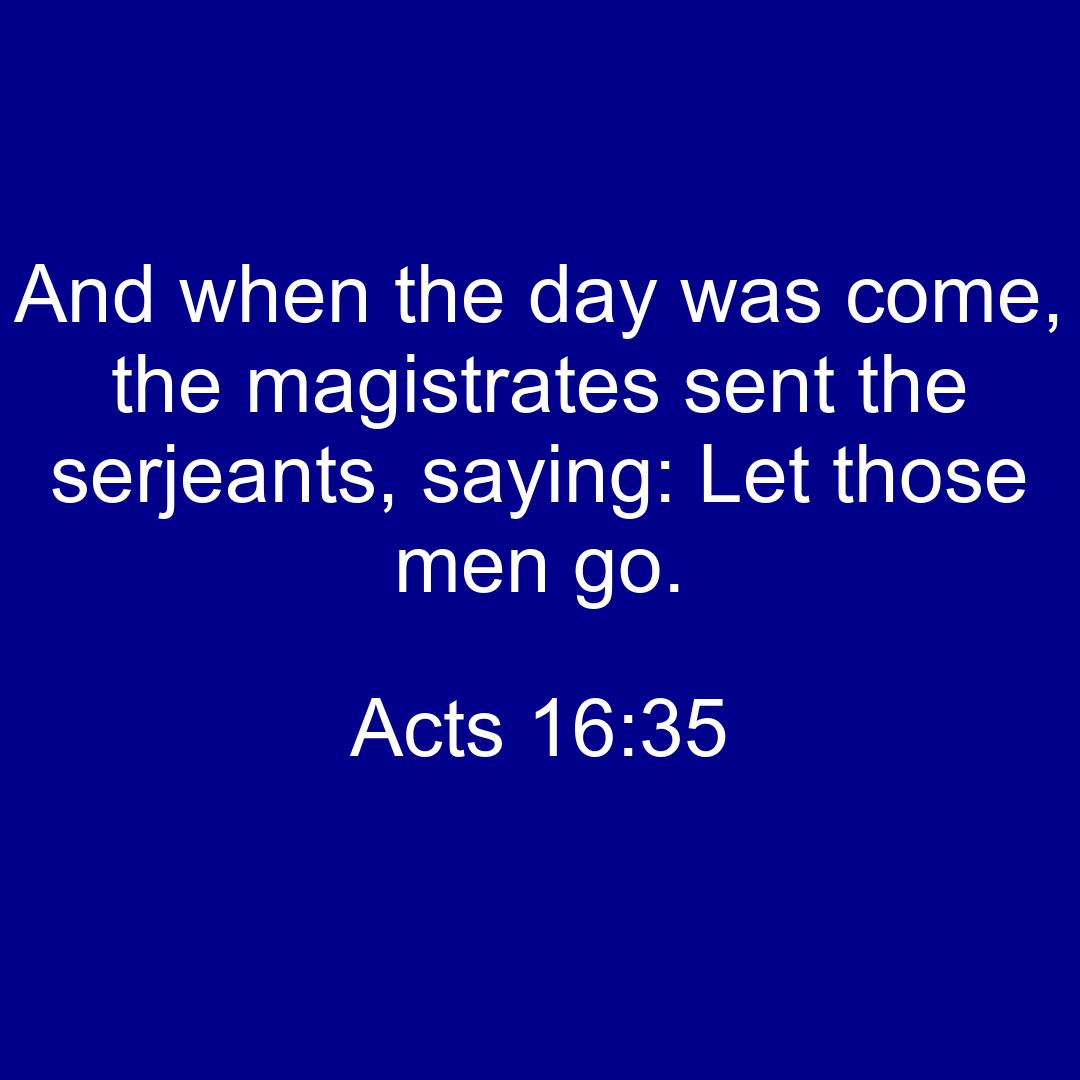 And when the day was come,
the magistrates sent the
serjeants, saying: Let those
men go.
Acts 16:35